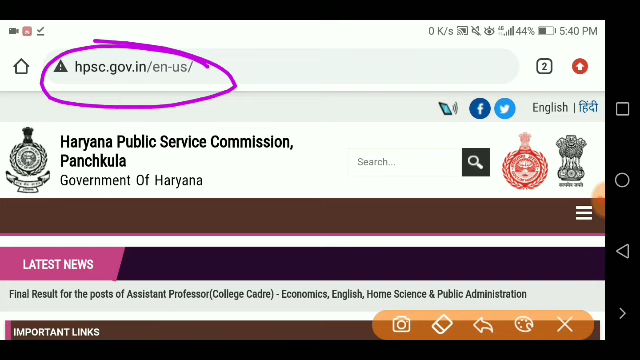 0 K/s 44% 5:40 PM
hpsc.gov.in/en-us/ 2
English | हिंदी
Haryana Public Service Commission,
Panchkula
Government Of Haryana
Search...
LATEST NEWS
Final Result for the posts of Assistant Professor(College Cadre) - Economics, English, Home Science & Public Administration
IMPORTANT LINKS